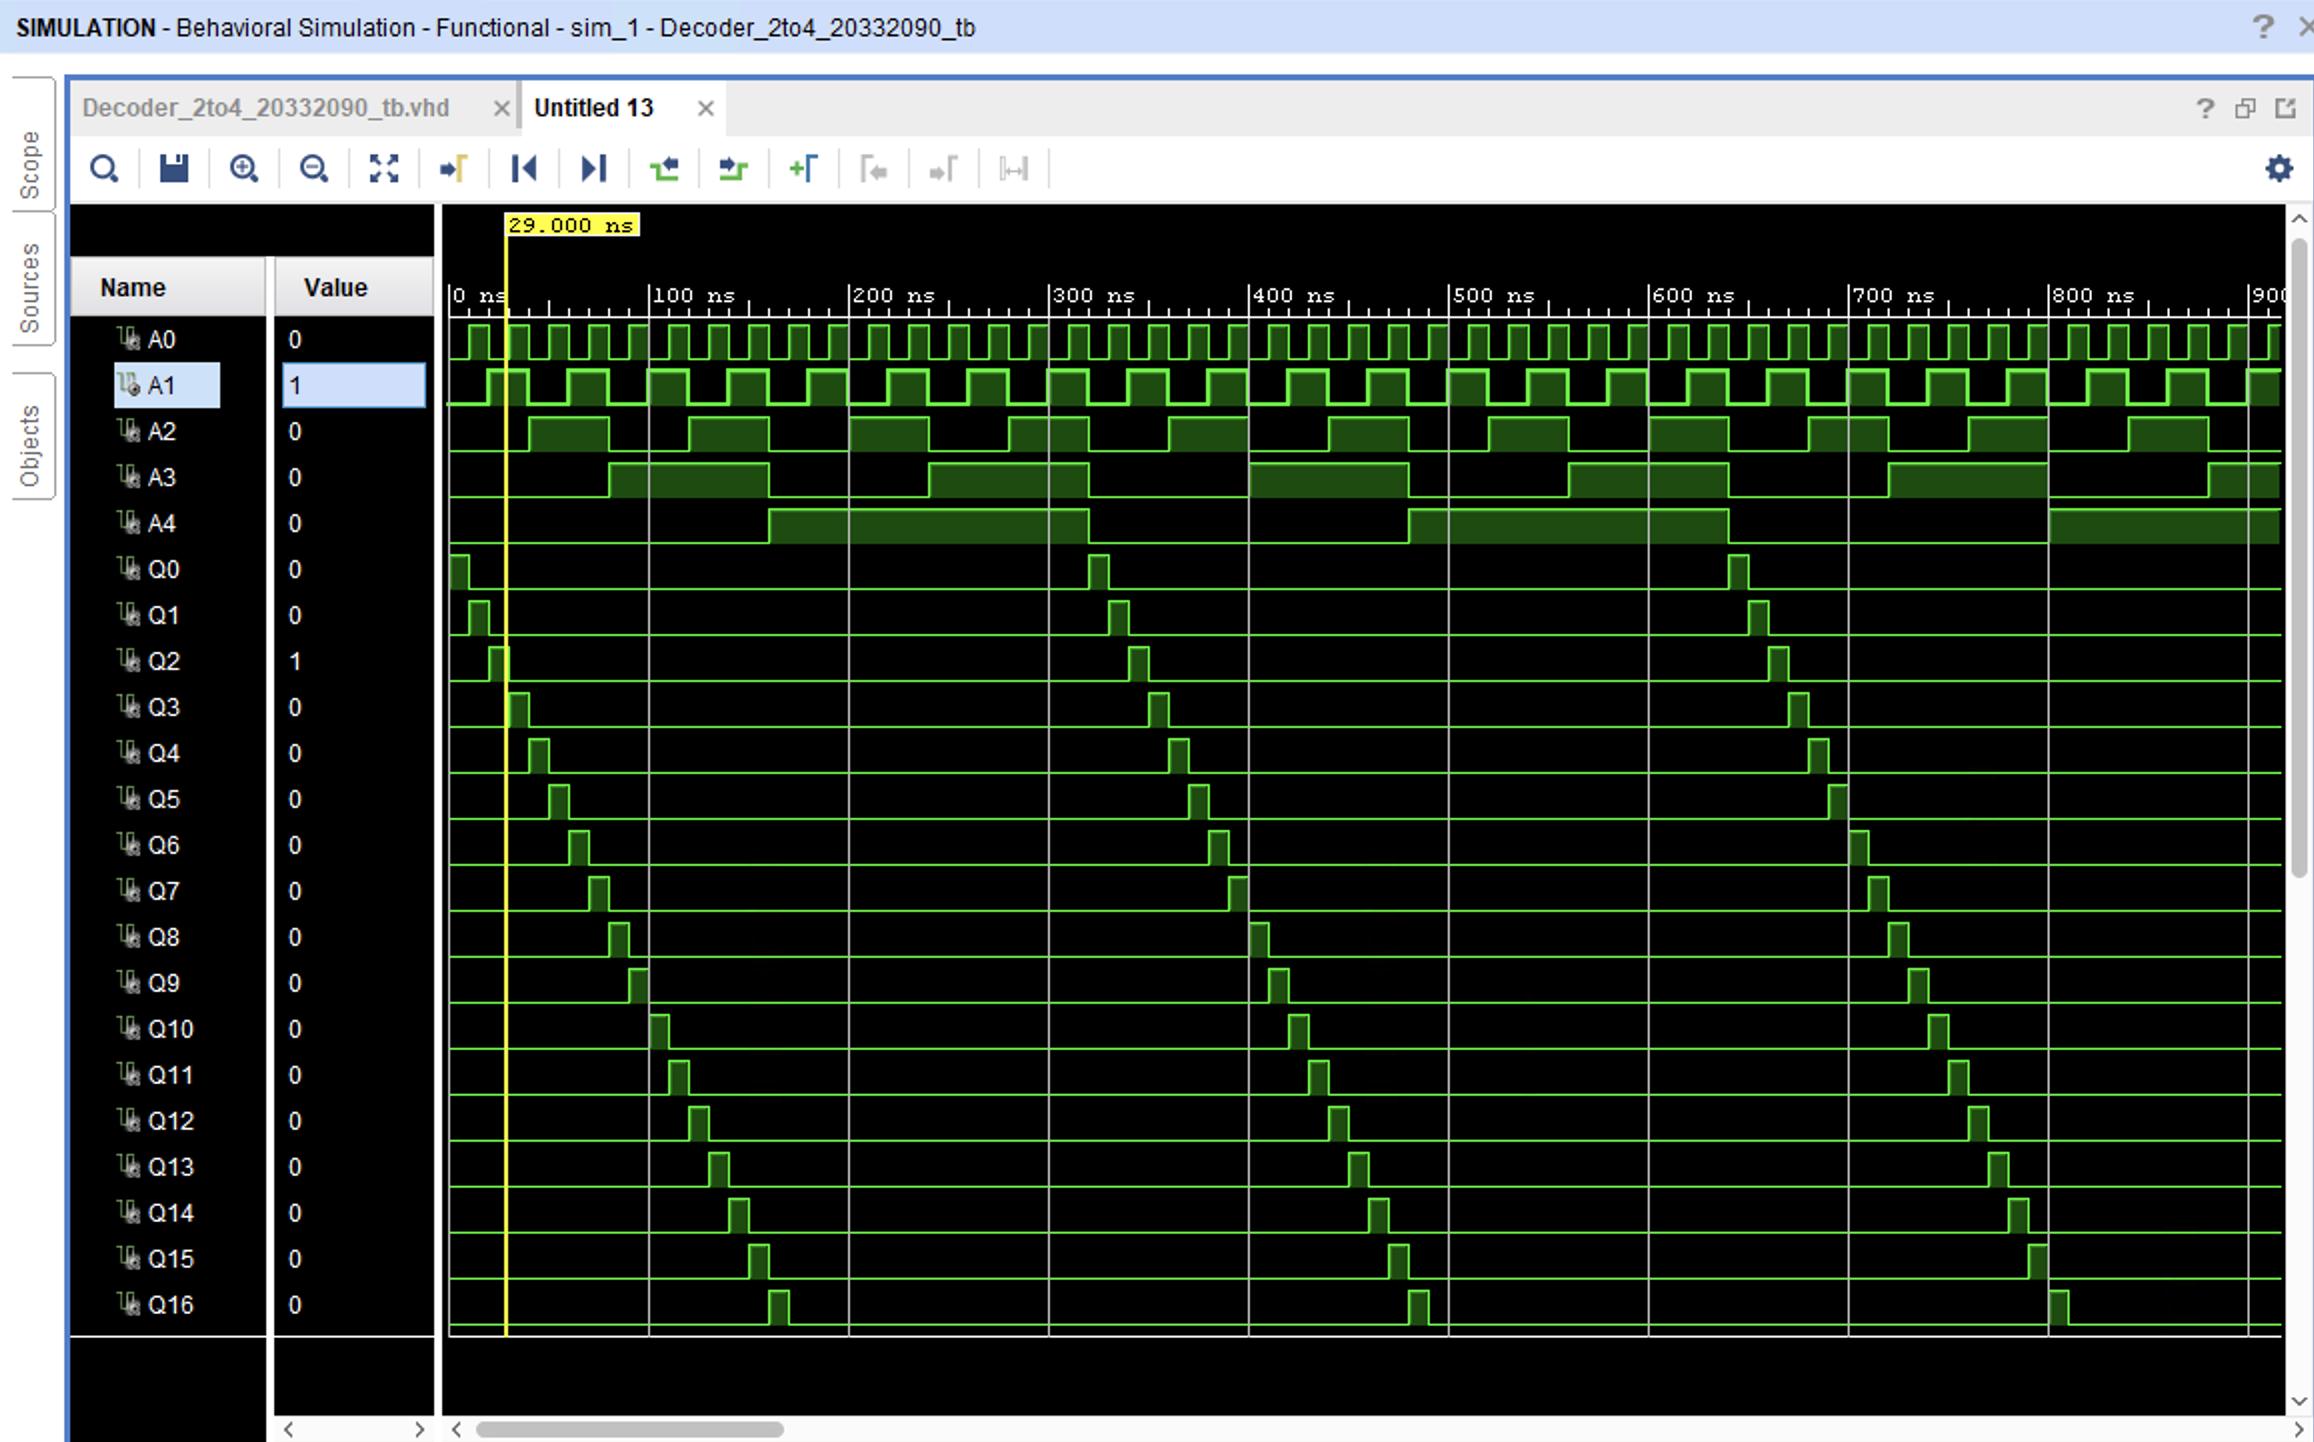 SIMULATION - Behavioral Simulation - Functional - sim_1 - Decoder_2to4_20332090_tb
Scope
Sources
Objects
Decoder_2to4_20332090_tb.vhd
Untitled 13
29.000 ns
Name Value
0 ns 100 ns 200 ns 300 ns 400 ns 500 ns 600 ns 700 ns 800 ns 900
A0 0
A1 1
A2 0
A3 0
A4 0
Q0 0
Q1 0
Q2 1
Q3 0
Q4 0
Q5 0
Q6 0
Q7 0
Q8 0
Q9 0
Q10 0
Q11 0
Q12 0
Q13 0
Q14 0
Q15 0
Q16 0